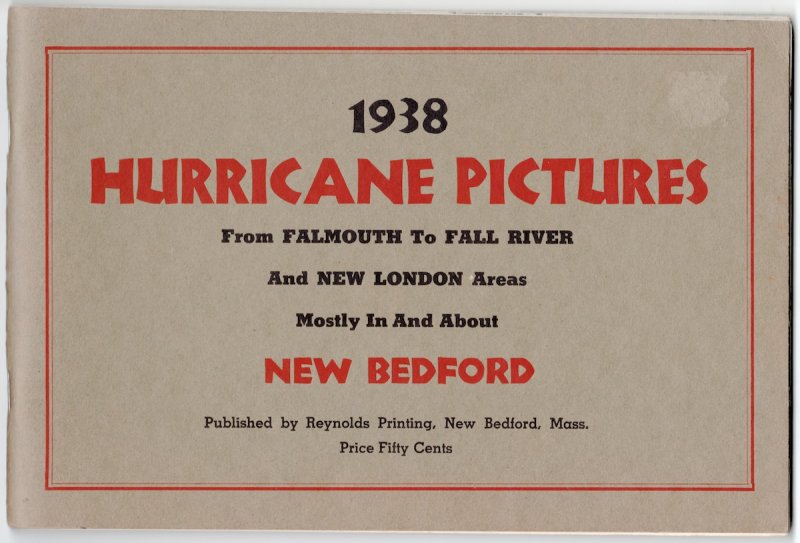 1938
HURRICANE PICTURES
From FALMOUTH To FALL RIVER
And NEW LONDON Areas
Mostly In And About
NEW BEDFORD
Published by Reynolds Printing, New Bedford, Mass.
Price Fifty Cents